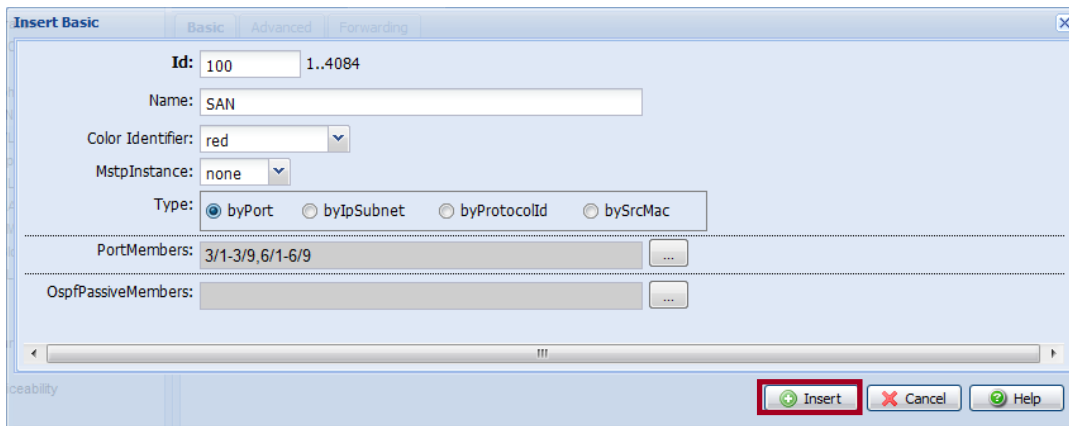 Insert Basic
Basic Advanced Forwarding
Id: 100 1..4084
Name: SAN
Color Identifier: red
MstpInstance: none
Type: byPort byIpSubnet byProtocolId bySrcMac
PortMembers: 3/1-3/9,6/1-6/9 ...
OspfPassiveMembers: ...
ceability
Insert Cancel Help